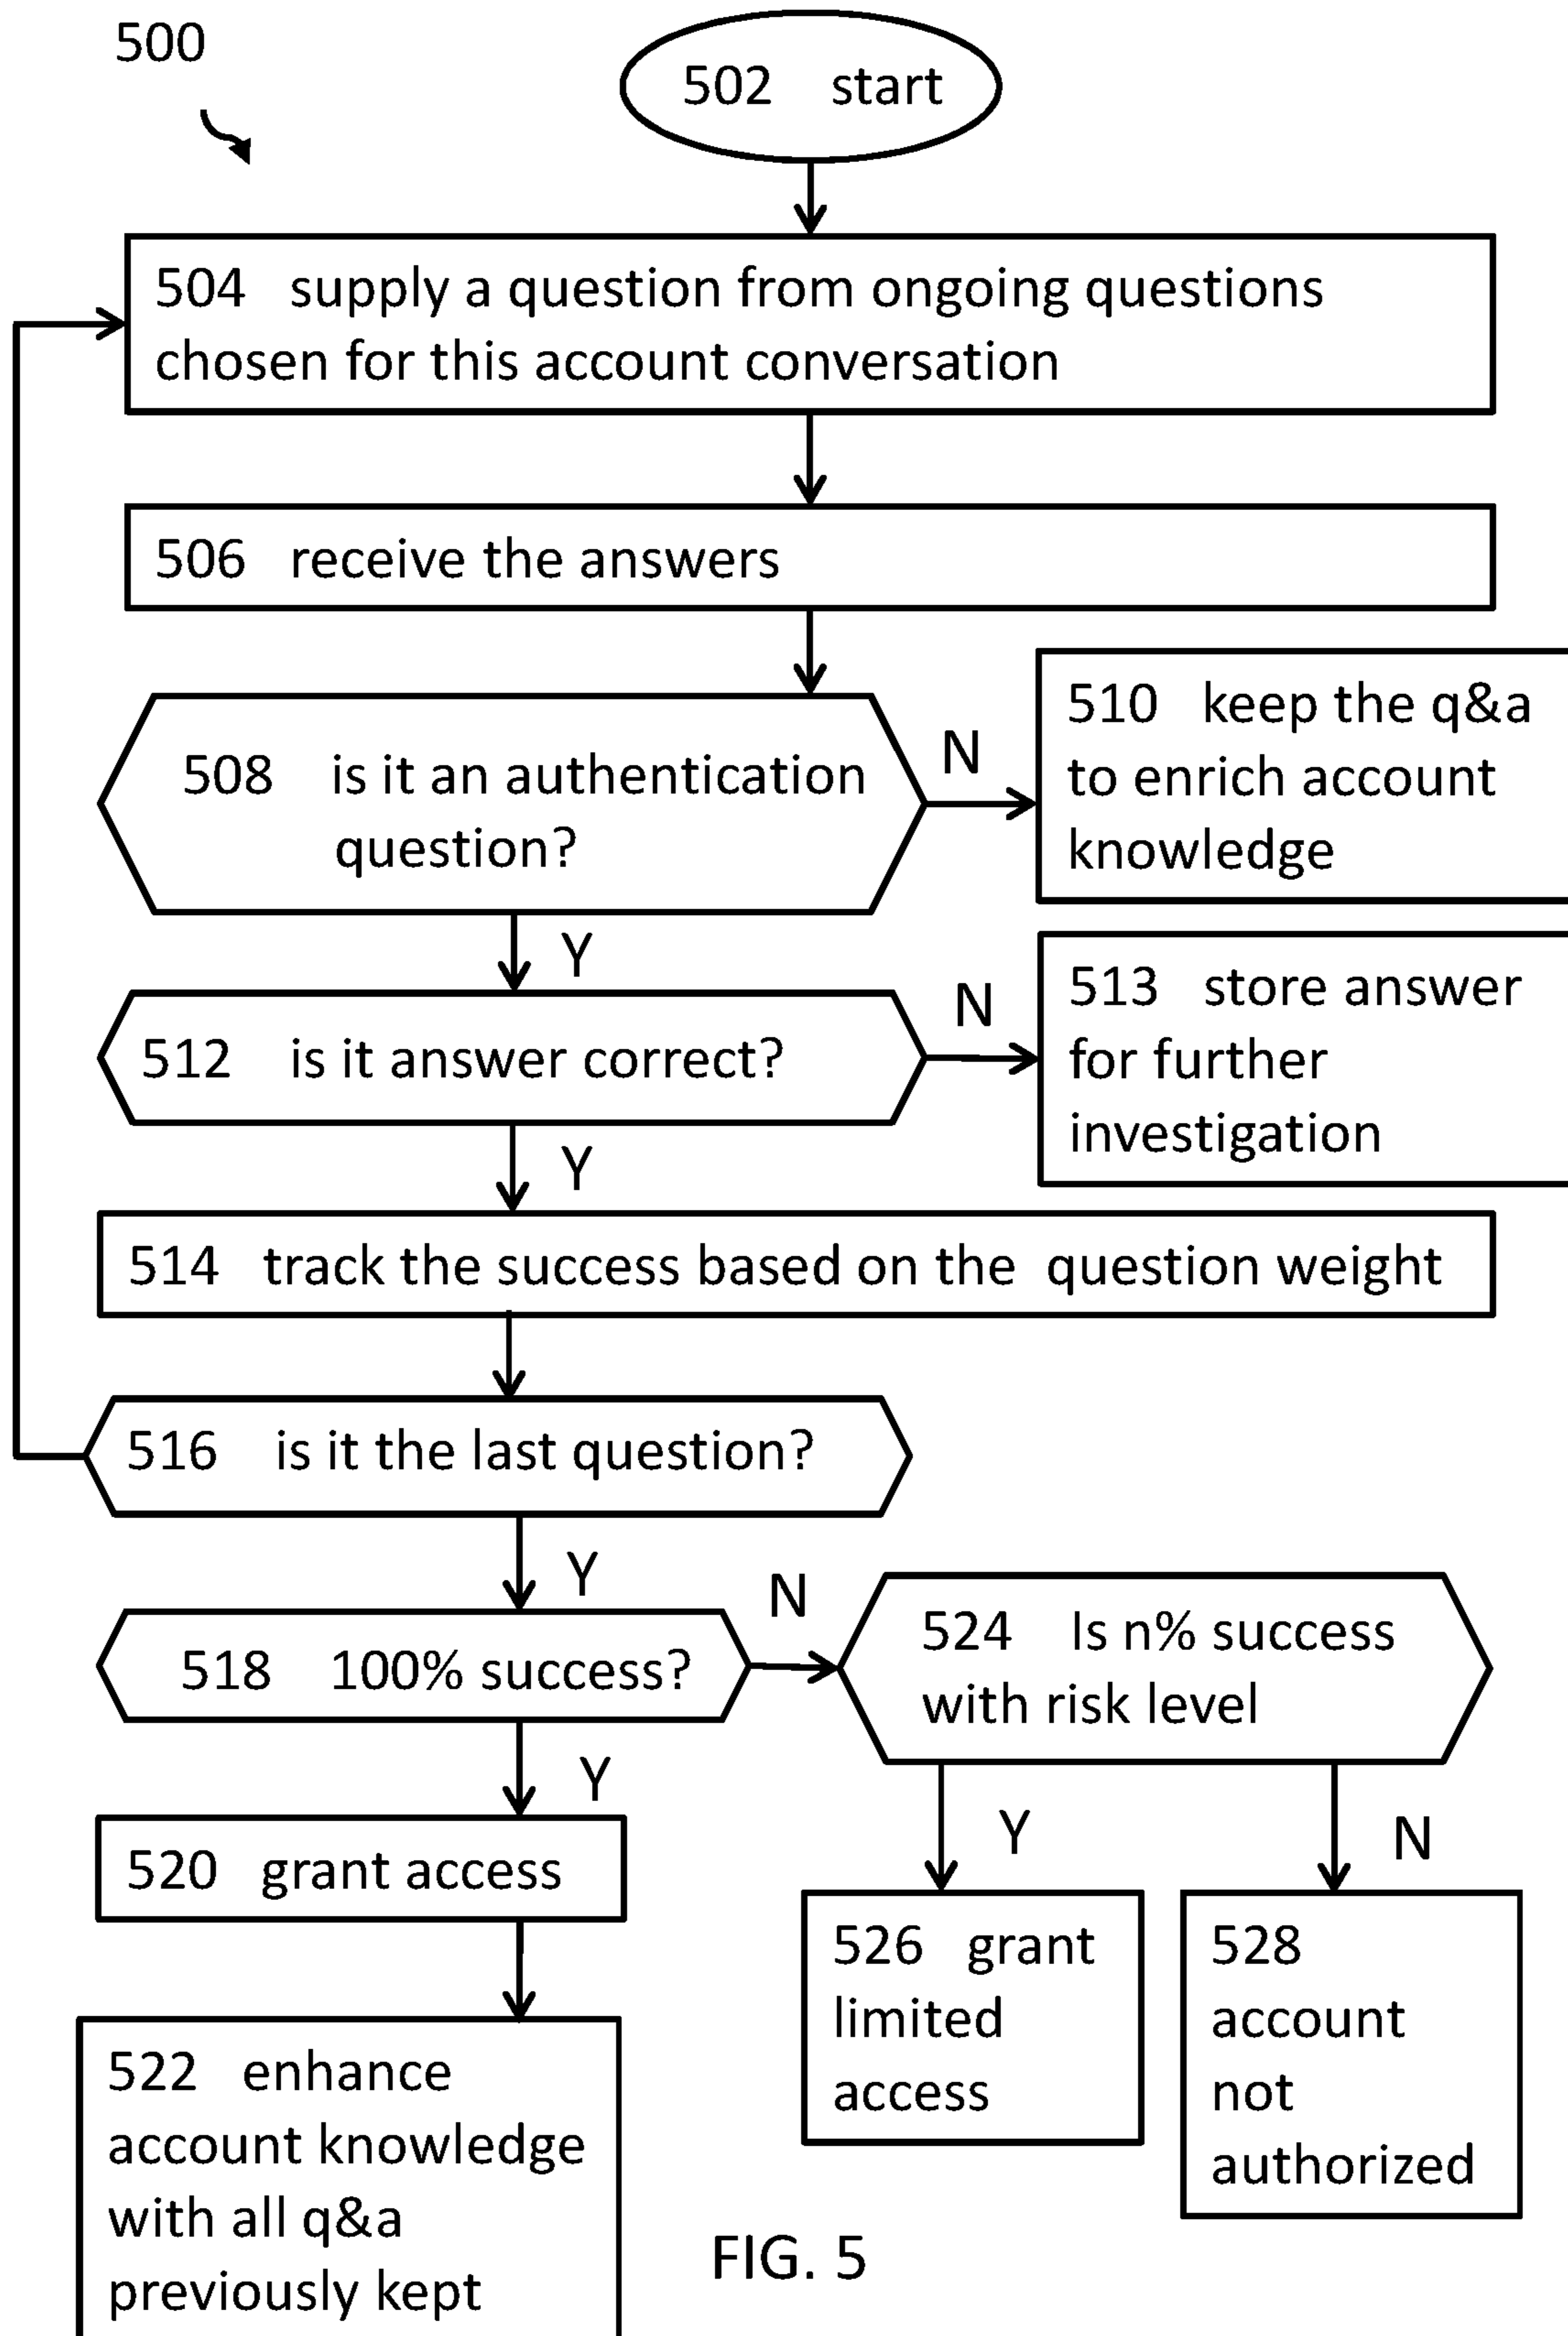 500
502 start
504 supply a question from ongoing questions
chosen for this account conversation
506 receive the answers
508 is it an authentication
question?
N
510 keep the q&a
to enrich account
knowledge
Y
512 is it answer correct?
N
513 store answer
for further
investigation
Y
514 track the success based on the question weight
516 is it the last question?
Y
518 100% success?
N
524 Is n% success
with risk level
Y
520 grant access
Y
N
526 grant
limited
access
528
account
not
authorized
522 enhance
account knowledge
with all q&a
previously kept
FIG. 5